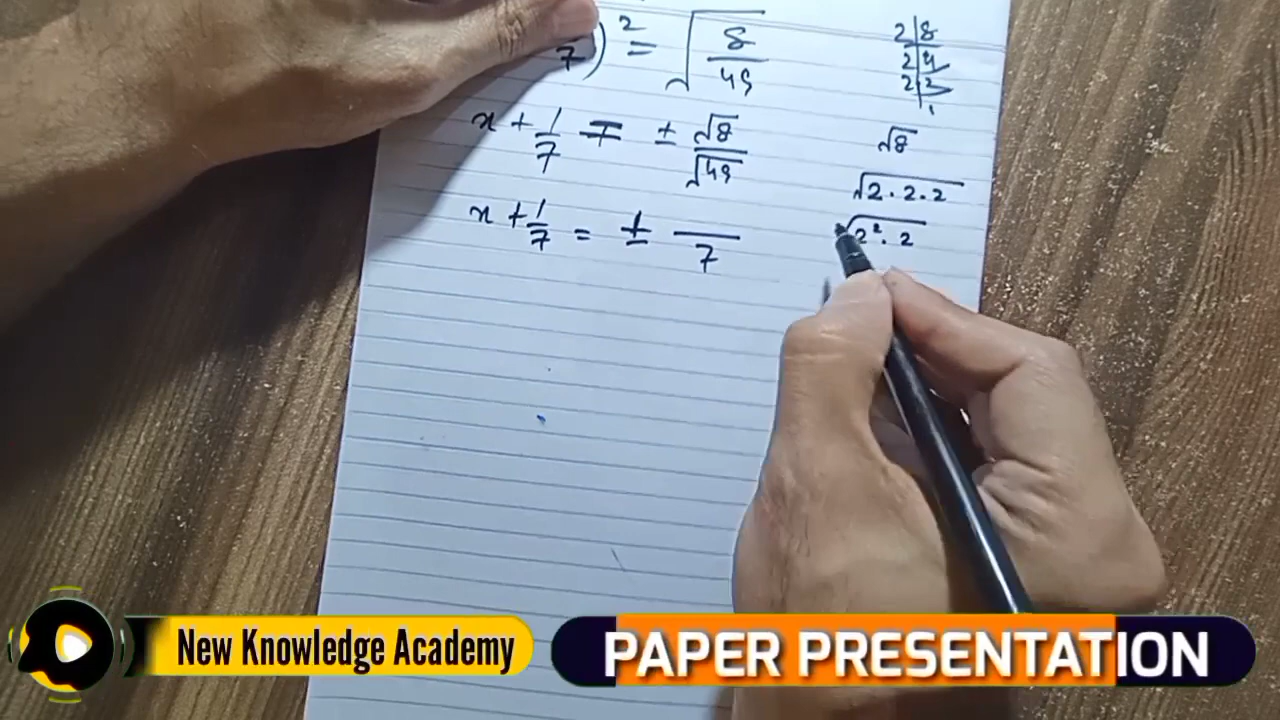 7)² = √8/49
x + 1/7 = ± √8/√49
x + 1/7 = ± /7
2 8
2 4
2 2
1
√8
√2.2.2
√2².2
New Knowledge Academy
PAPER PRESENTATION